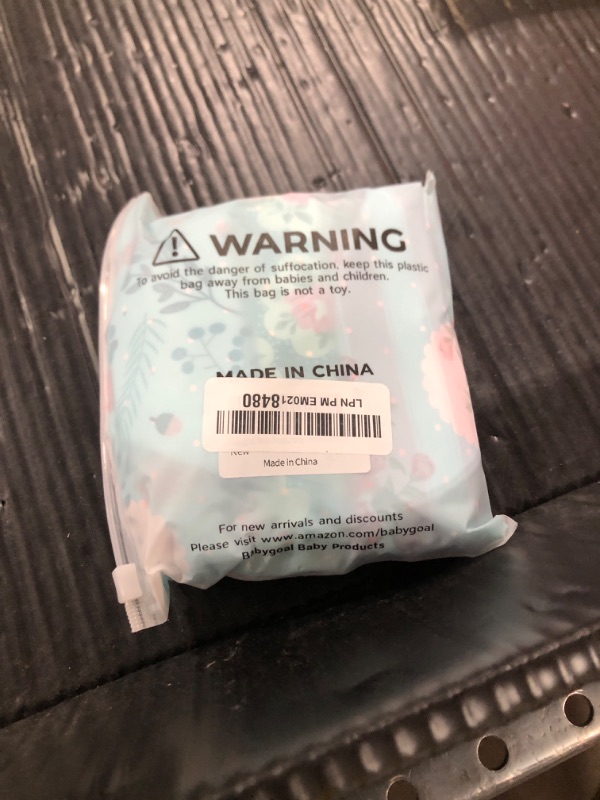 WARNING
To avoid the danger of suffocation, keep this plastic
bag away from babies and children.
This bag is not a toy.
MADE IN CHINA
LPN PM EM0218480
New
Made in China
For new arrivals and discounts
Please visit www.amazon.com/babygoal
Babygoal Baby Products